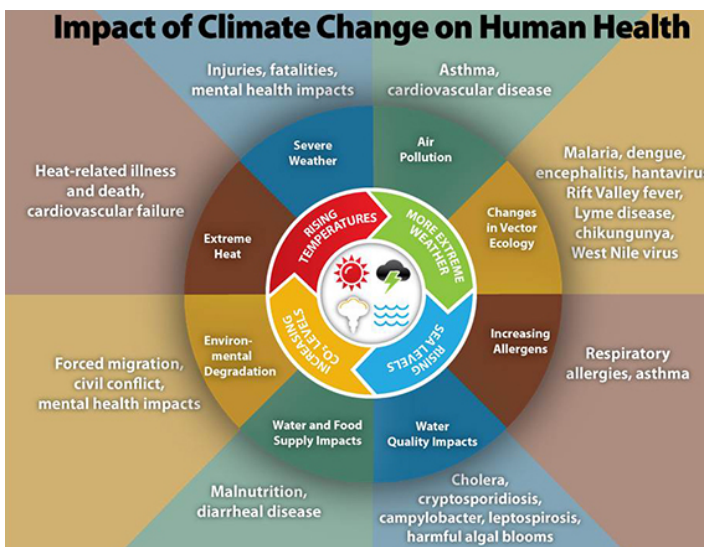 Impact of Climate Change on Human Health
Injuries, fatalities,
mental health impacts
Asthma,
cardiovascular disease
Severe
Weather
Air
Pollution
Heat-related illness
and death,
cardiovascular failure
Malaria, dengue,
encephalitis, hantavirus
Rift Valley fever,
Lyme disease,
chikungunya,
West Nile virus
Extreme
Heat
Changes
in Vector
Ecology
RISING
TEMPERATURES
MORE EXTREME
WEATHER
INCREASING
CO₂ LEVELS
RISING
SEA LEVELS
Environ-
mental
Degradation
Increasing
Allergens
Forced migration,
civil conflict,
mental health impacts
Respiratory
allergies, asthma
Water and Food
Supply Impacts
Water
Quality Impacts
Malnutrition,
diarrheal disease
Cholera,
cryptosporidiosis,
campylobacter, leptospirosis,
harmful algal blooms